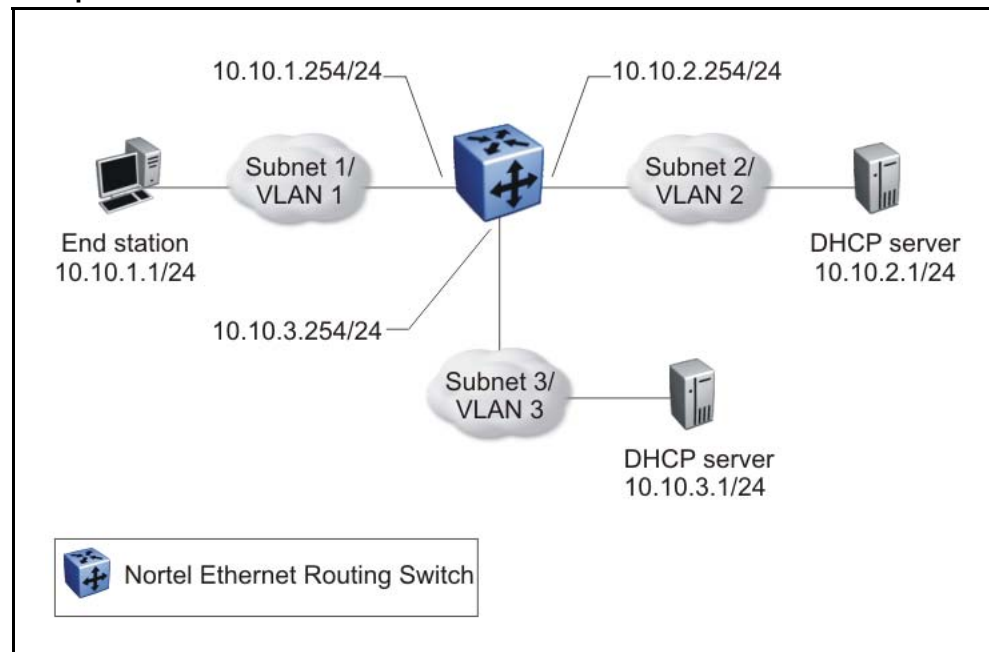 10.10.1.254/24
10.10.2.254/24
Subnet 1/
VLAN 1
Subnet 2/
VLAN 2
End station
10.10.1.1/24
DHCP server
10.10.2.1/24
10.10.3.254/24
Subnet 3/
VLAN 3
DHCP server
10.10.3.1/24
Nortel Ethernet Routing Switch